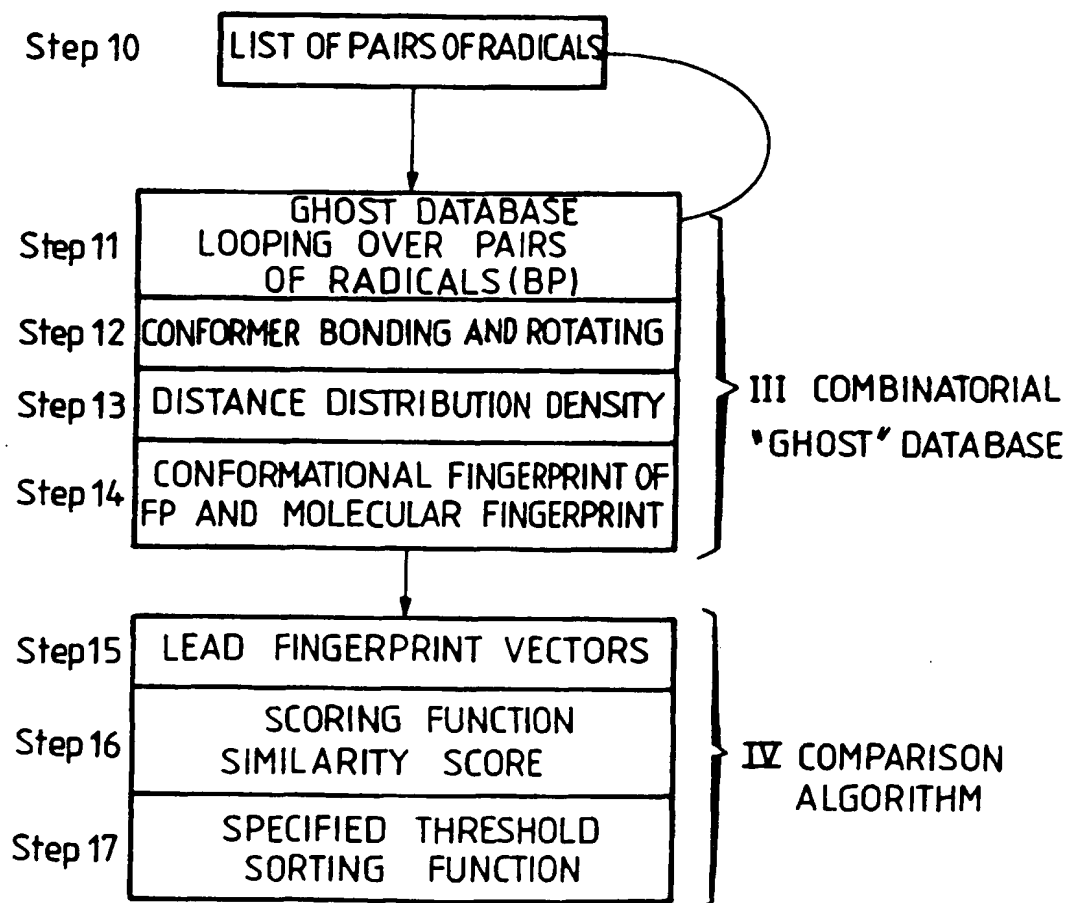 Step 10
LIST OF PAIRS OF RADICALS
Step 11
GHOST DATABASE
LOOPING OVER PAIRS
OF RADICALS (BP)
Step 12
CONFORMER BONDING AND ROTATING
Step 13
DISTANCE DISTRIBUTION DENSITY
Step 14
CONFORMATIONAL FINGERPRINT OF
FP AND MOLECULAR FINGERPRINT
III COMBINATORIAL
"GHOST" DATABASE
Step 15
LEAD FINGERPRINT VECTORS
Step 16
SCORING FUNCTION
SIMILARITY SCORE
Step 17
SPECIFIED THRESHOLD
SORTING FUNCTION
IV COMPARISON
ALGORITHM